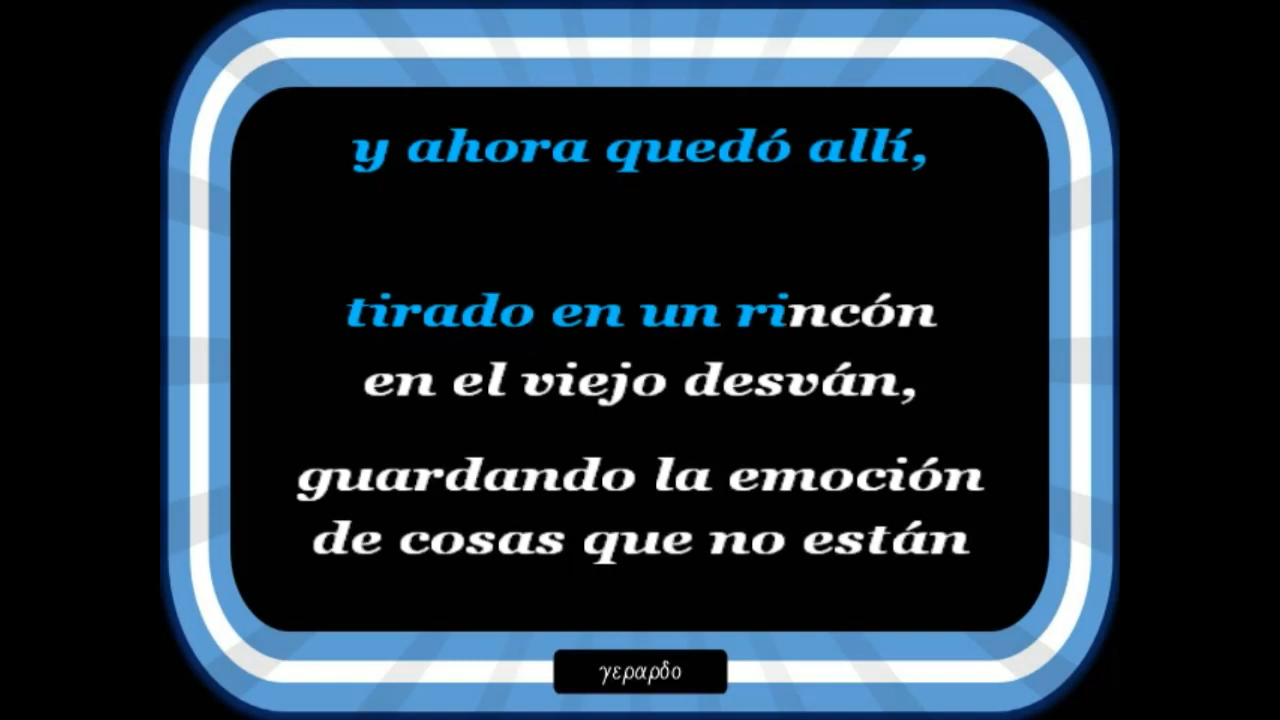 y ahora quedó allí,
tirado en un rincón
en el viejo desván,
guardando la emoción
de cosas que no están
γεραρδο